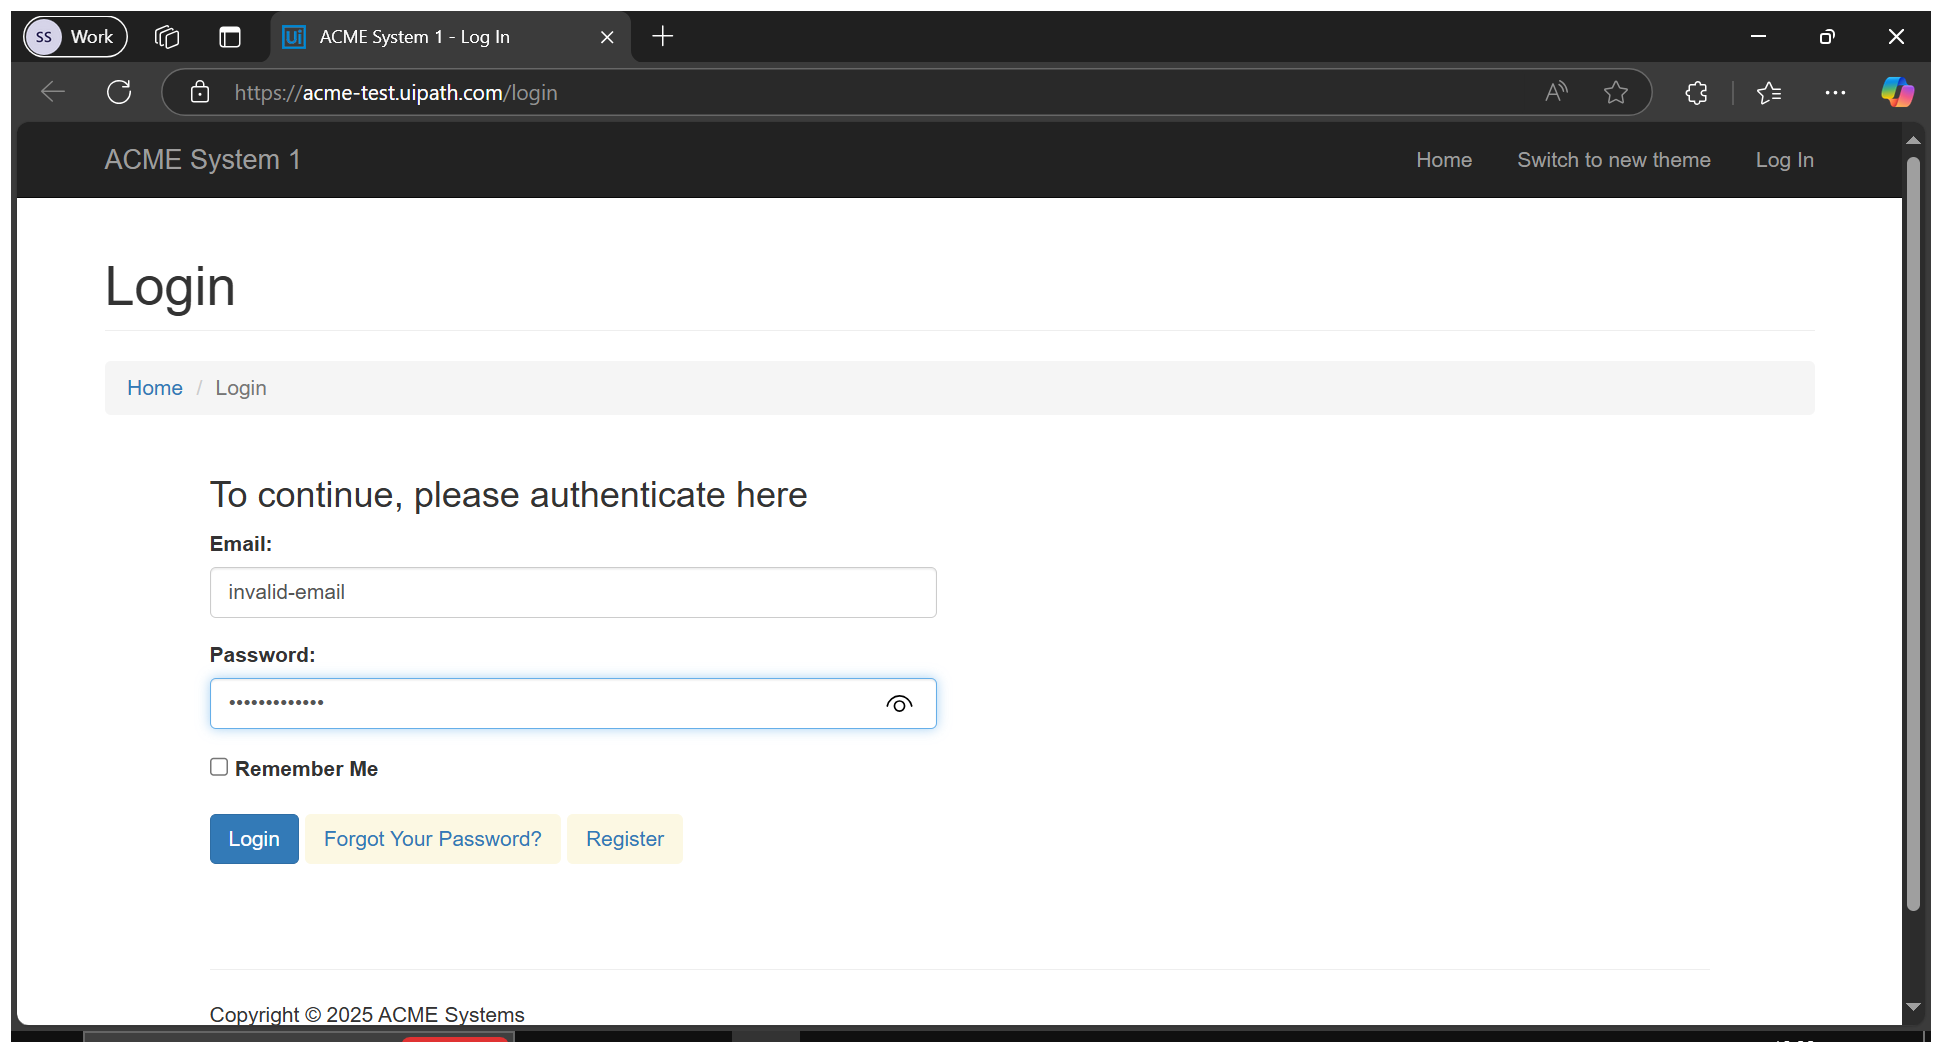 SS Work
Ui ACME System 1 - Log In
https://acme-test.uipath.com/login
ACME System 1
Home Switch to new theme Log In
Login
Home / Login
To continue, please authenticate here
Email:
invalid-email
Password:
•••••••••••••
Remember Me
Login Forgot Your Password? Register
Copyright © 2025 ACME Systems